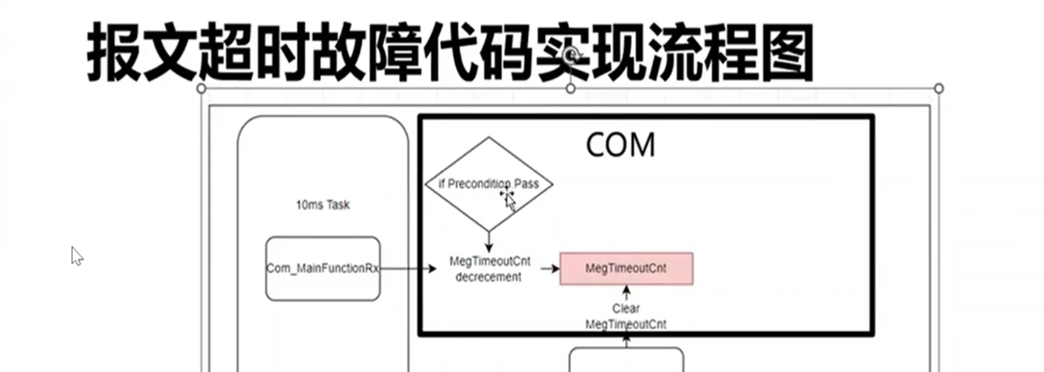 报文超时故障代码实现流程图
COM
if Precondition Pass
10ms Task
Com_MainFunctionRx
MegTimeoutCnt
decrecement
MegTimeoutCnt
Clear
MegTimeoutCnt